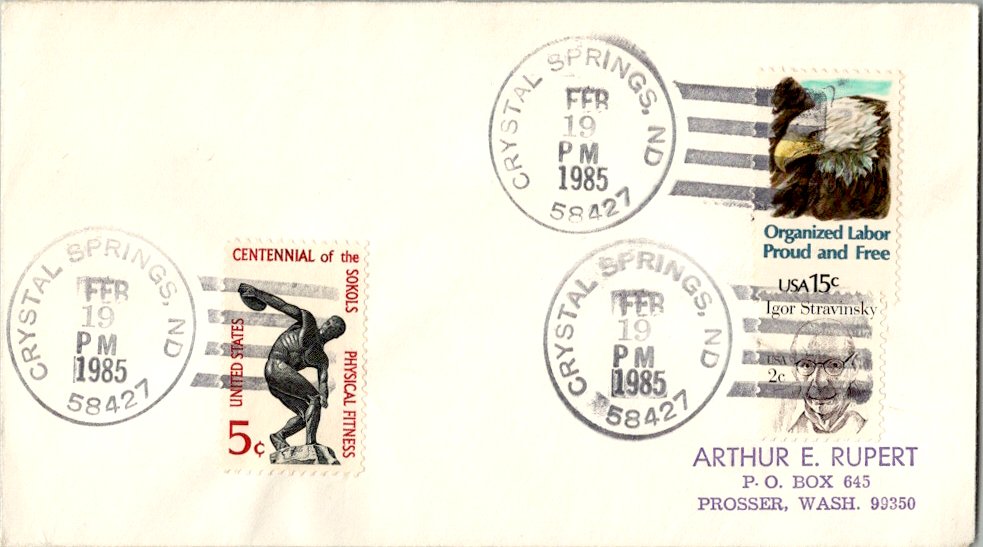 CRYSTAL SPRINGS, ND
FEB
19
PM
1985
58427
Organized Labor
Proud and Free
USA 15c
CRYSTAL SPRINGS, ND
FEB
19
PM
1985
58427
Igor Stravinsky
USA
2c
CRYSTAL SPRINGS, ND
FEB
19
PM
1985
58427
CENTENNIAL of the
SOKOLS
PHYSICAL FITNESS
UNITED STATES
5c
ARTHUR E. RUPERT
P. O. BOX 645
PROSSER, WASH. 99350